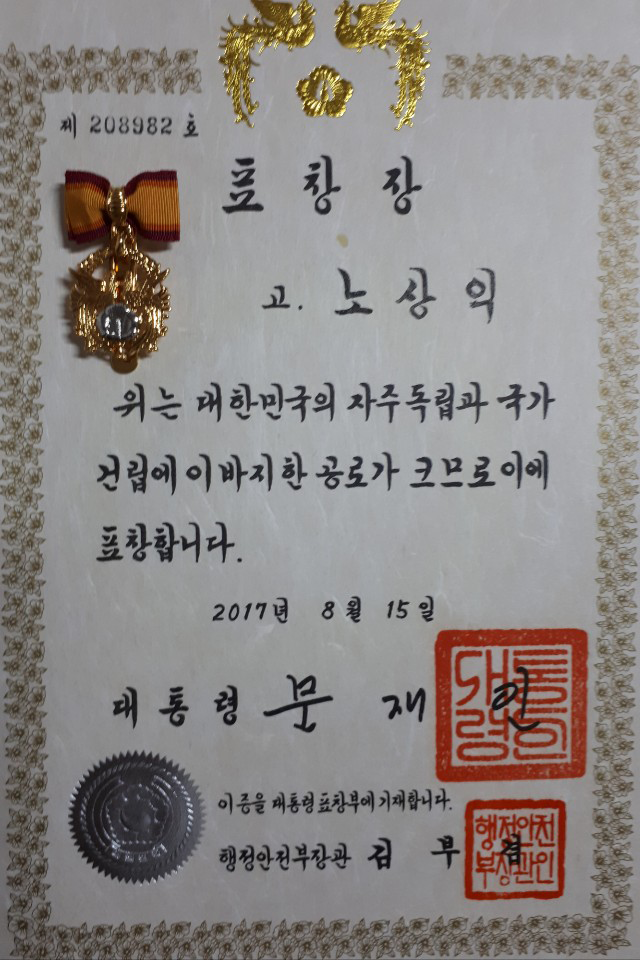 제 208982 호
표창장
고. 노상익
위는 대한민국의 자주독립과 국가
건립에 이바지한 공로가 크므로 이에
표창합니다.
2017년 8월 15일
대통령 문재인
대통령의인
이 증을 대통령표창부에 기재합니다.
행정안전부장관 김부겸
행정안전부장관인